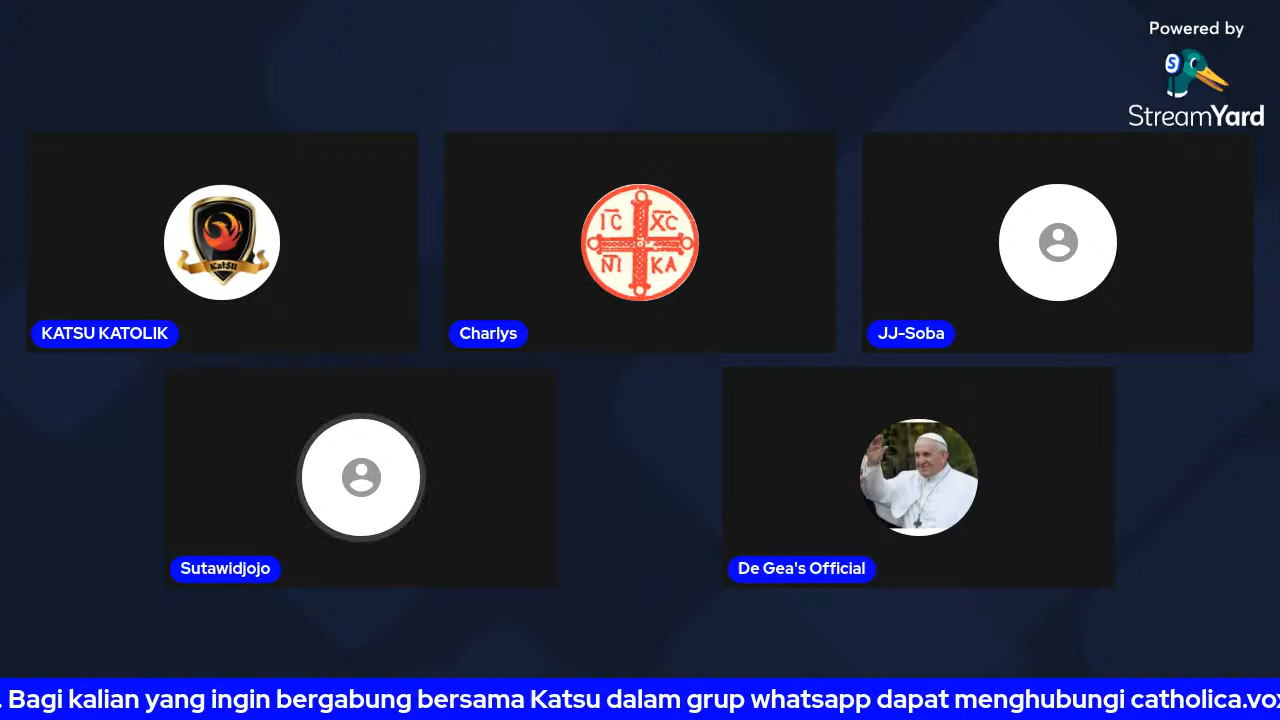 Powered by
S
StreamYard
KatSu
IC XC
NI KA
KATSU KATOLIK
Charlys
JJ-Soba
Sutawidjojo
De Gea's Official
. Bagi kalian yang ingin bergabung bersama Katsu dalam grup whatsapp dapat menghubungi catholica.vox